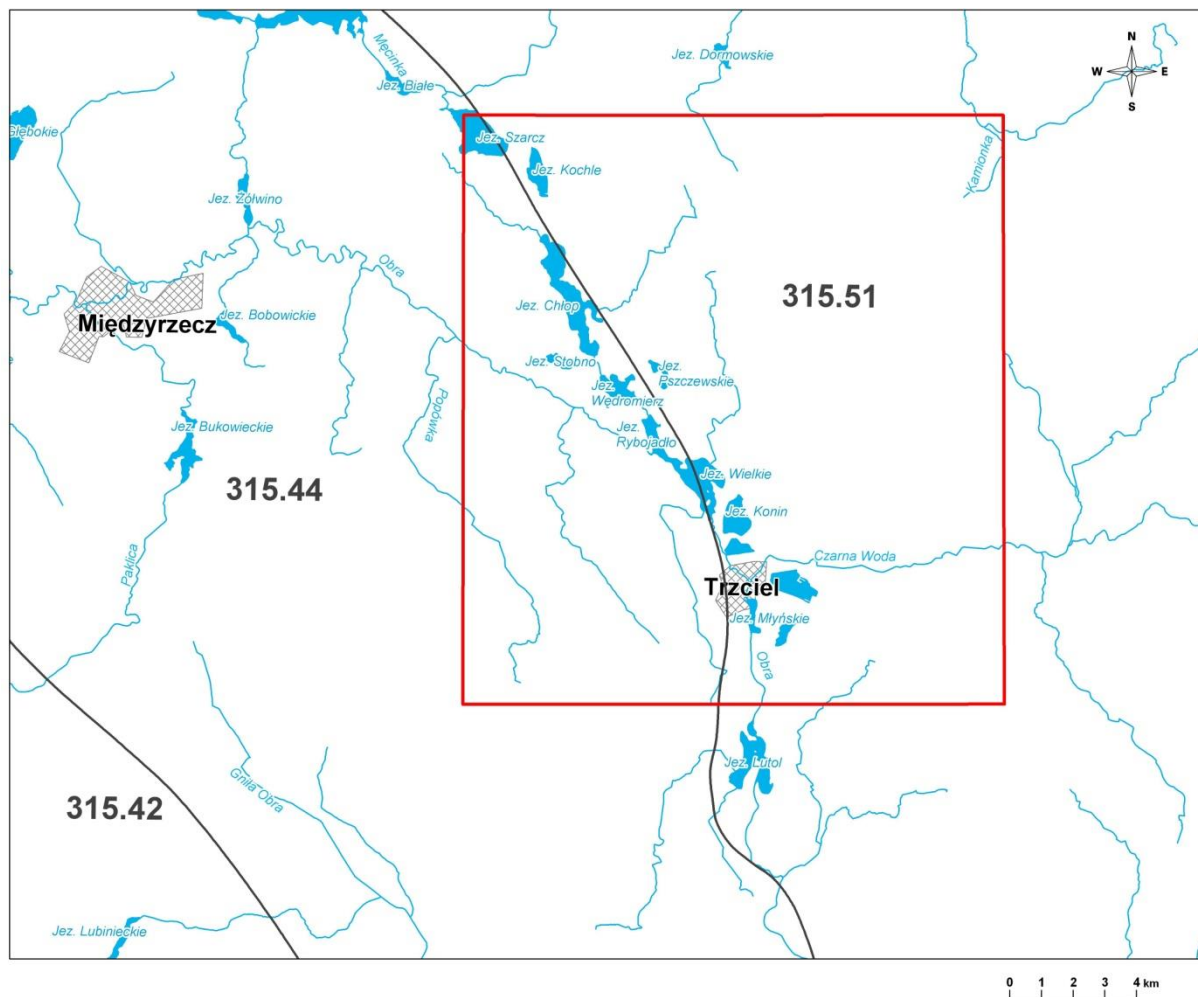 Męcinka
Jez. Dormowskie
N
W
E
S
Jez. Białe
Głębokie
Jez. Szarcz
Kamionka
Jez. Kochle
Jez. Żółwino
Obra
315.51
Jez. Chłop
Międzyrzecz
Jez. Bobowickie
Jez. Stobno
Jez.
Pszczewskie
Jez.
Wędromierz
Popówka
Jez. Bukowieckie
Jez.
Rybojadło
Jez. Wielkie
315.44
Jez. Konin
Paklica
Czarna Woda
Trzciel
Jez. Młyńskie
Obra
Jez. Lutol
Gniła Obra
315.42
Jez. Lubinieckie
0 1 2 3 4 km